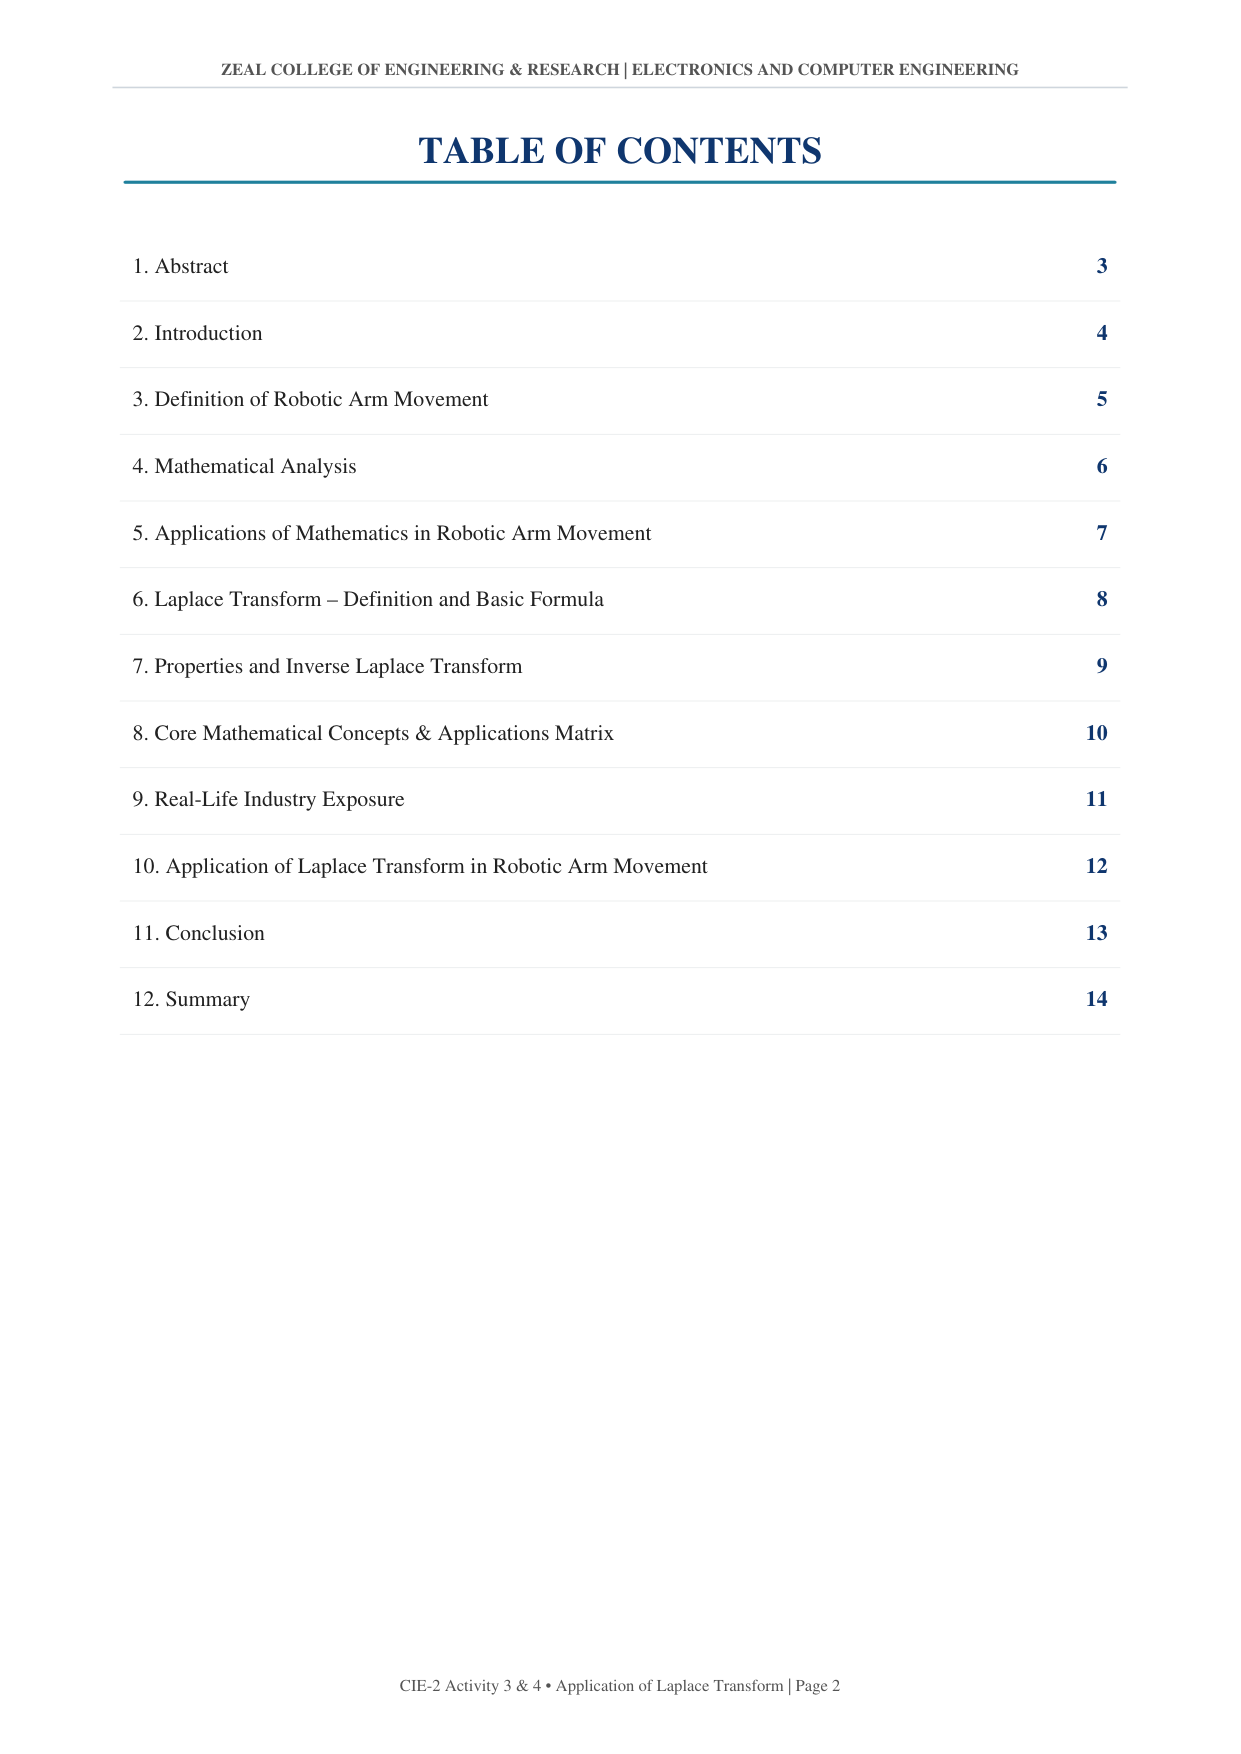 ZEAL COLLEGE OF ENGINEERING & RESEARCH | ELECTRONICS AND COMPUTER ENGINEERING
TABLE OF CONTENTS
1. Abstract 3
2. Introduction 4
3. Definition of Robotic Arm Movement 5
4. Mathematical Analysis 6
5. Applications of Mathematics in Robotic Arm Movement 7
6. Laplace Transform – Definition and Basic Formula 8
7. Properties and Inverse Laplace Transform 9
8. Core Mathematical Concepts & Applications Matrix 10
9. Real-Life Industry Exposure 11
10. Application of Laplace Transform in Robotic Arm Movement 12
11. Conclusion 13
12. Summary 14
CIE-2 Activity 3 & 4 • Application of Laplace Transform | Page 2